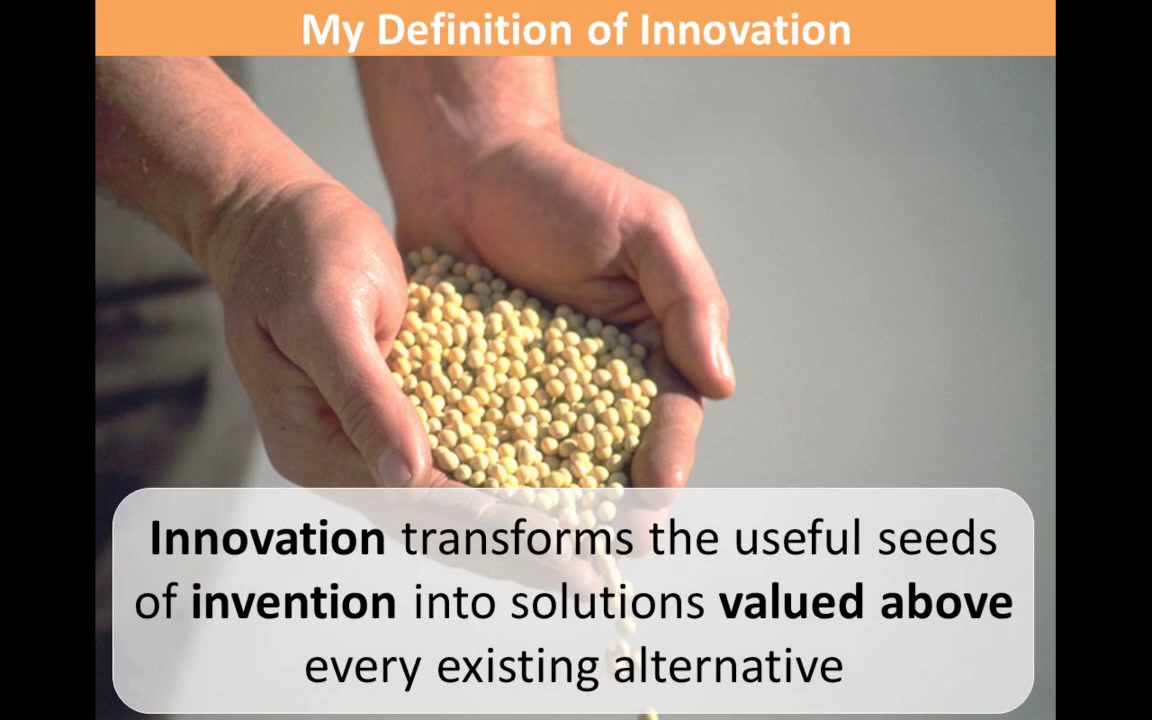 My Definition of Innovation
Innovation transforms the useful seeds
of invention into solutions valued above
every existing alternative